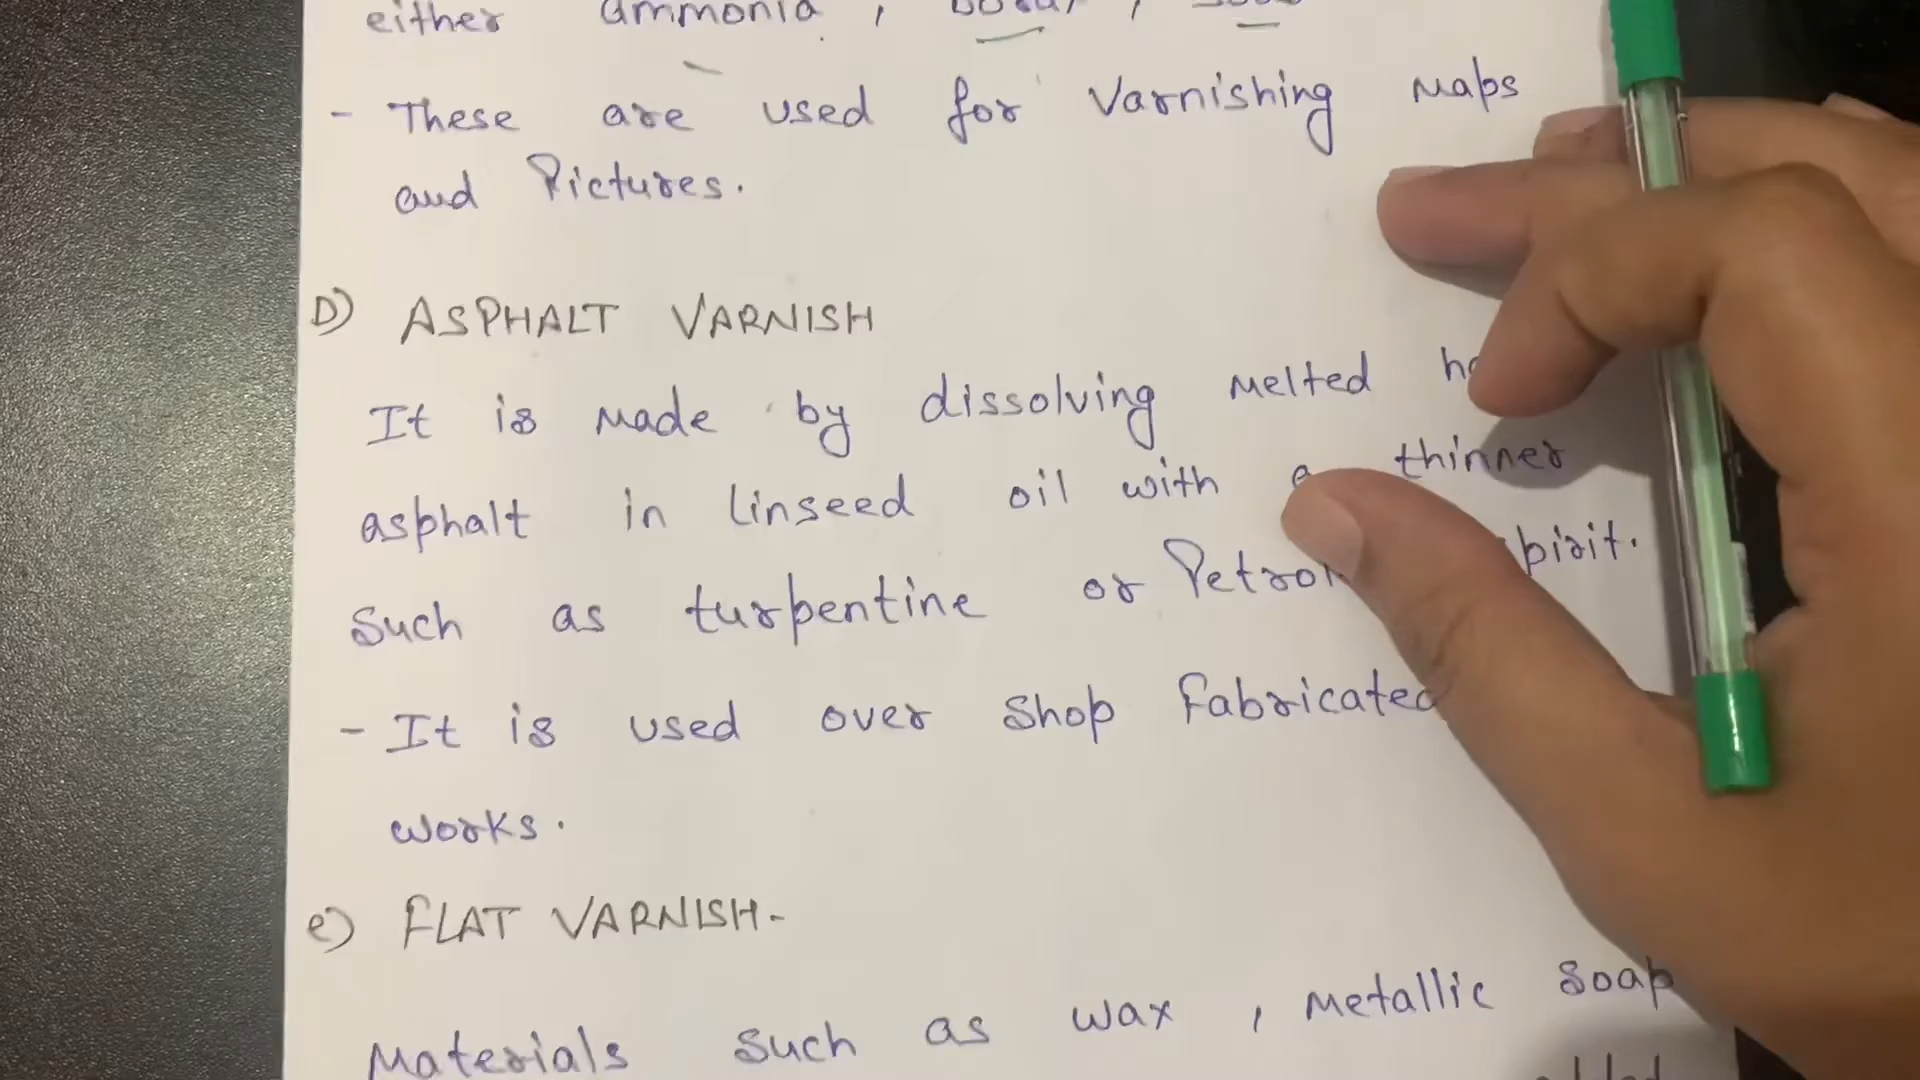 either ammonia ,
- These are used for Varnishing Maps
and Pictures.
D) ASPHALT VARNISH
It is Made by dissolving Melted
asphalt in linseed oil with a thinner
Such as turpentine or
- It is used over Shop Fabricated
works.
e) FLAT VARNISH-
Materials Such as wax , Metallic Soap